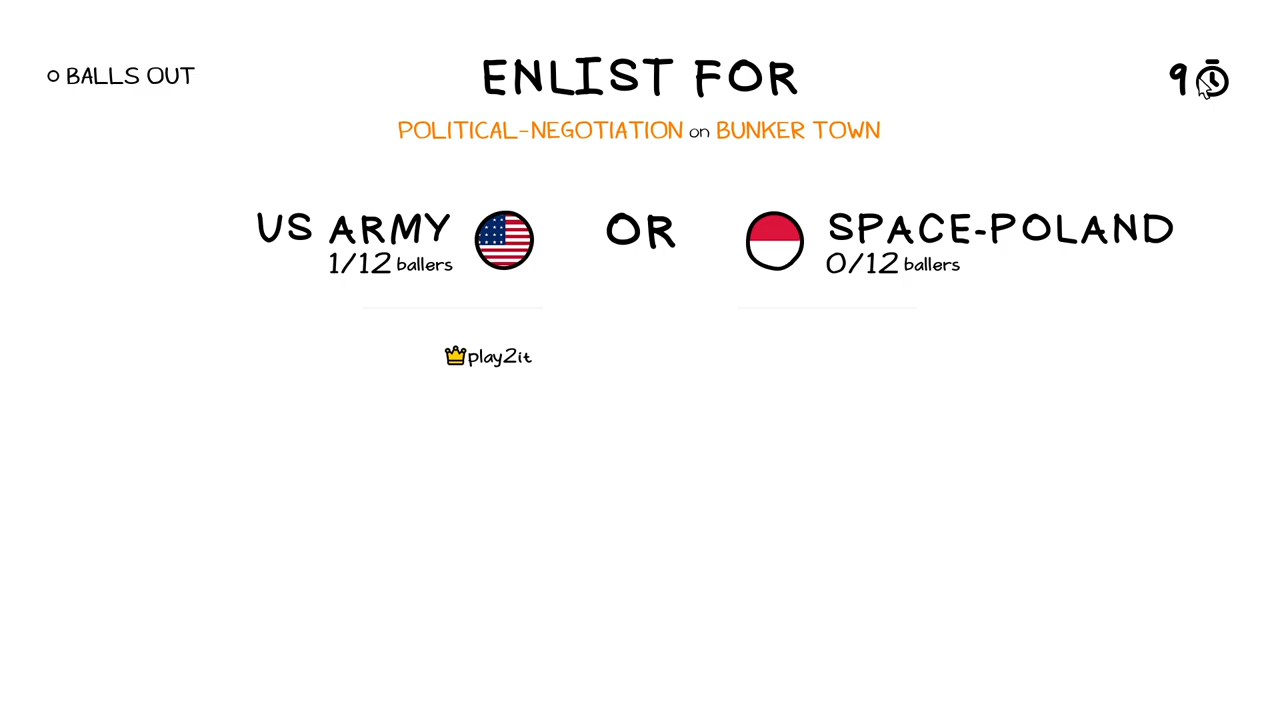 O BALLS OUT
ENLIST FOR
9
POLITICAL-NEGOTIATION on BUNKER TOWN
US ARMY
1/12 ballers
OR
SPACE-POLAND
0/12 ballers
play2it